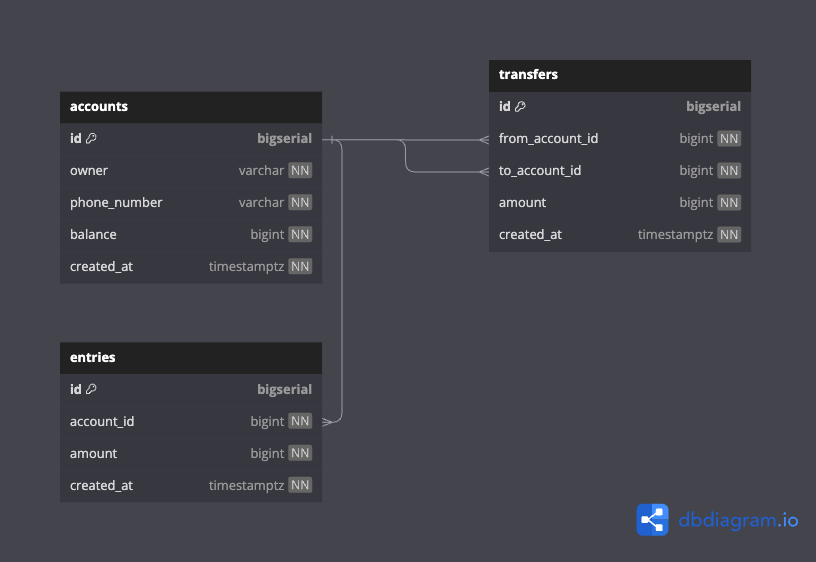 accounts
id bigserial
owner varchar NN
phone_number varchar NN
balance bigint NN
created_at timestamptz NN
transfers
id bigserial
from_account_id bigint NN
to_account_id bigint NN
amount bigint NN
created_at timestamptz NN
entries
id bigserial
account_id bigint NN
amount bigint NN
created_at timestamptz NN
dbdiagram.io